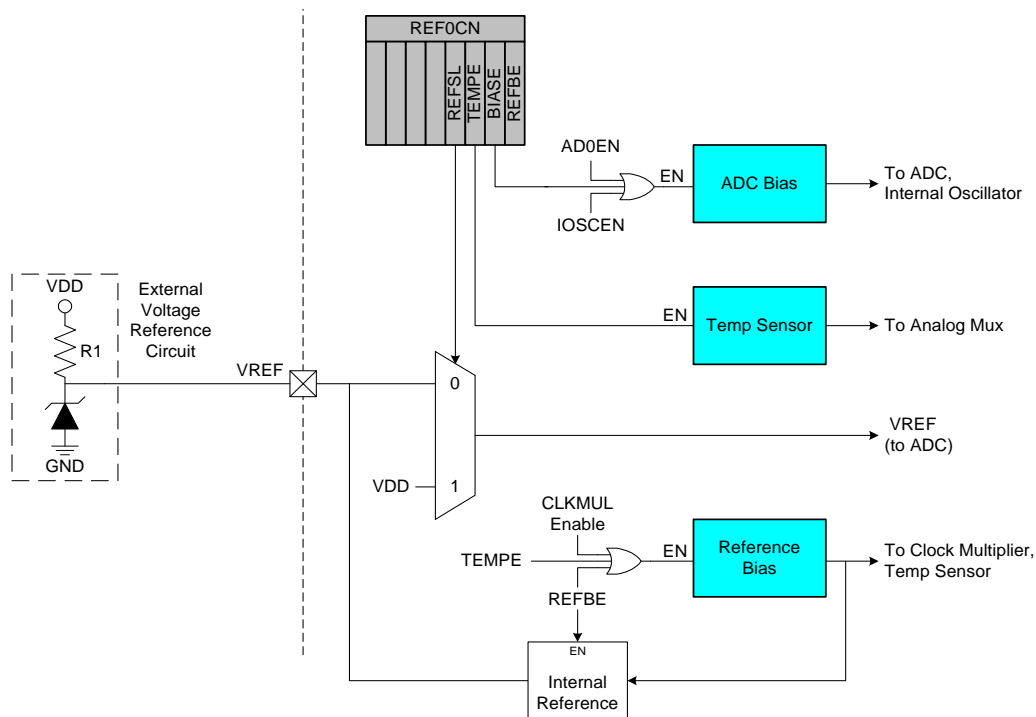 REF0CN
REFSL
TEMPE
BIASE
REFBE
AD0EN
IOSCEN
EN
ADC Bias
To ADC,
Internal Oscillator
EN
Temp Sensor
To Analog Mux
VDD
R1
GND
External
Voltage
Reference
Circuit
VREF
0
1
VDD
VREF
(to ADC)
CLKMUL
Enable
TEMPE
REFBE
EN
Reference
Bias
To Clock Multiplier,
Temp Sensor
EN
Internal
Reference